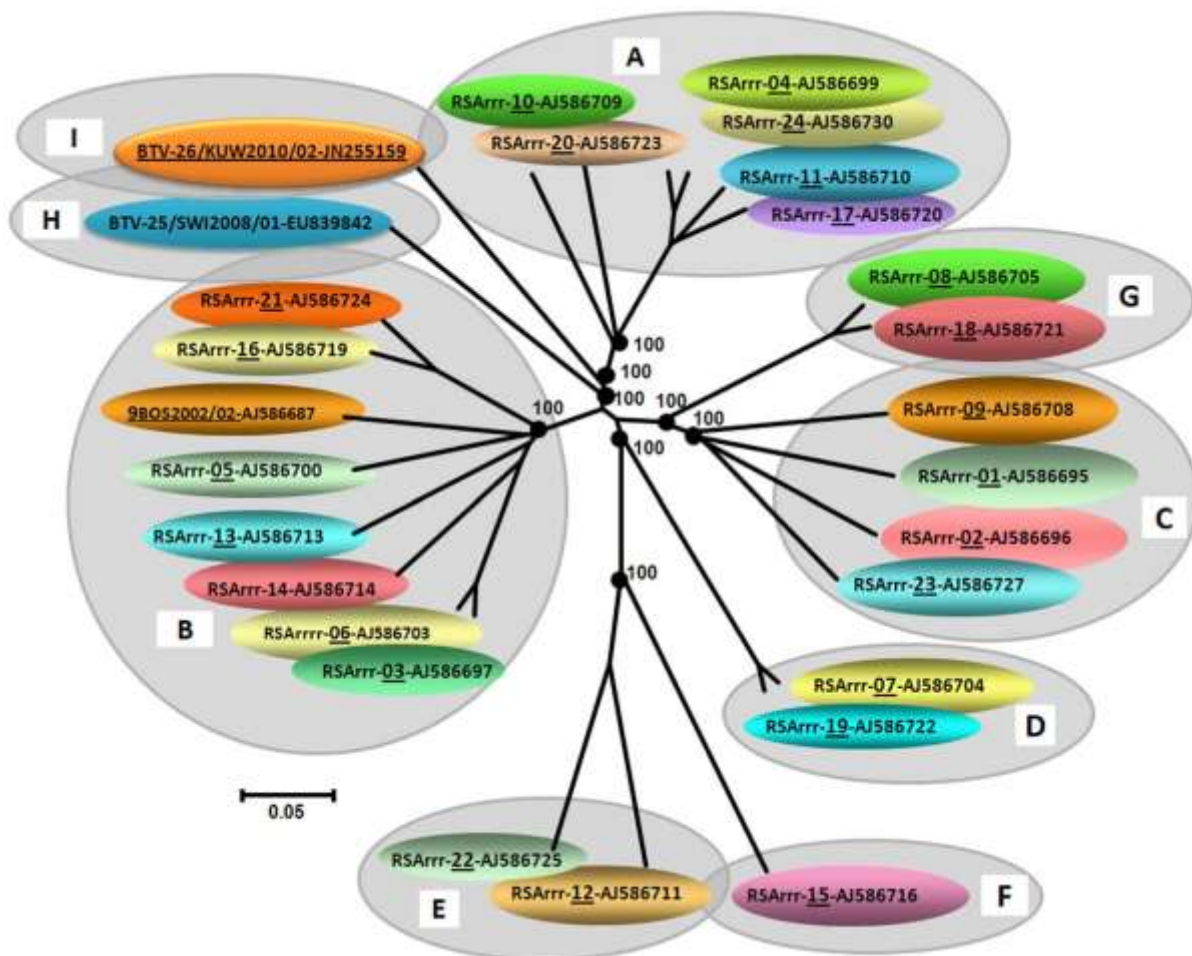 A
RSArrr-10-AJ586709
RSArrr-20-AJ586723
RSArrr-04-AJ586699
RSArrr-24-AJ586730
RSArrr-11-AJ586710
RSArrr-17-AJ586720
I
BTV-26/KUW2010/02-JN255159
H
BTV-25/SWI2008/01-EU839842
RSArrr-08-AJ586705
RSArrr-18-AJ586721
G
RSArrr-21-AJ586724
RSArrr-16-AJ586719
9BOS2002/02-AJ586687
RSArrr-05-AJ586700
RSArrr-13-AJ586713
RSArrr-14-AJ586714
RSArrrr-06-AJ586703
RSArrr-03-AJ586697
B
100
100
100
100
100
100
100
100
RSArrr-09-AJ586708
RSArrr-01-AJ586695
RSArrr-02-AJ586696
RSArrr-23-AJ586727
C
RSArrr-07-AJ586704
RSArrr-19-AJ586722
D
0.05
RSArrr-22-AJ586725
RSArrr-12-AJ586711
E
RSArrr-15-AJ586716
F